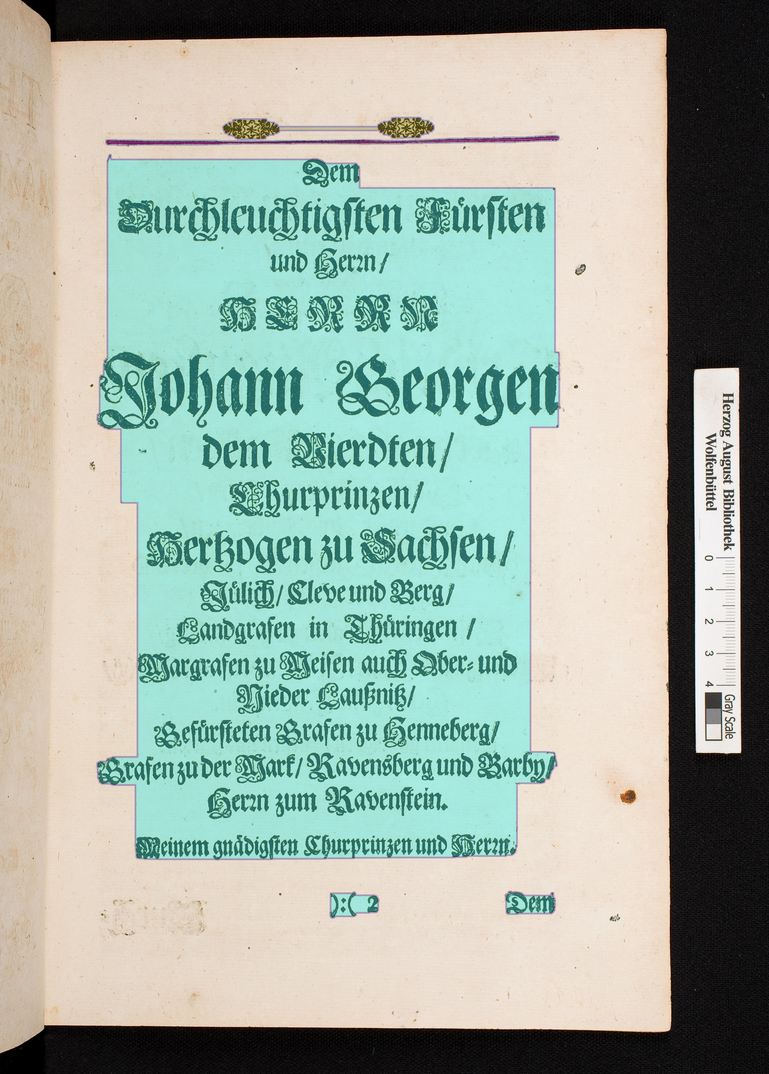 Dem
Durchleuchtigsten Fürsten
und Herrn/
HERRN
Johann Georgen
dem Vierdten/
Churprinzen/
Hertzogen zu Sachsen/
Jülich/ Cleve und Berg/
Landgrafen in Thüringen /
Margrafen zu Meisen auch Ober- und
Nieder Laußnitz/
Gefürsteten Grafen zu Henneberg/
Grafen zu der Mark/ Ravensberg und Barby/
Herrn zum Ravenstein.
Meinem gnädigsten Churprinzen und Herrn.
):( 2
Dem
Herzog August Bibliothek
Wolfenbüttel
0 1 2 3 4
Gray Scale